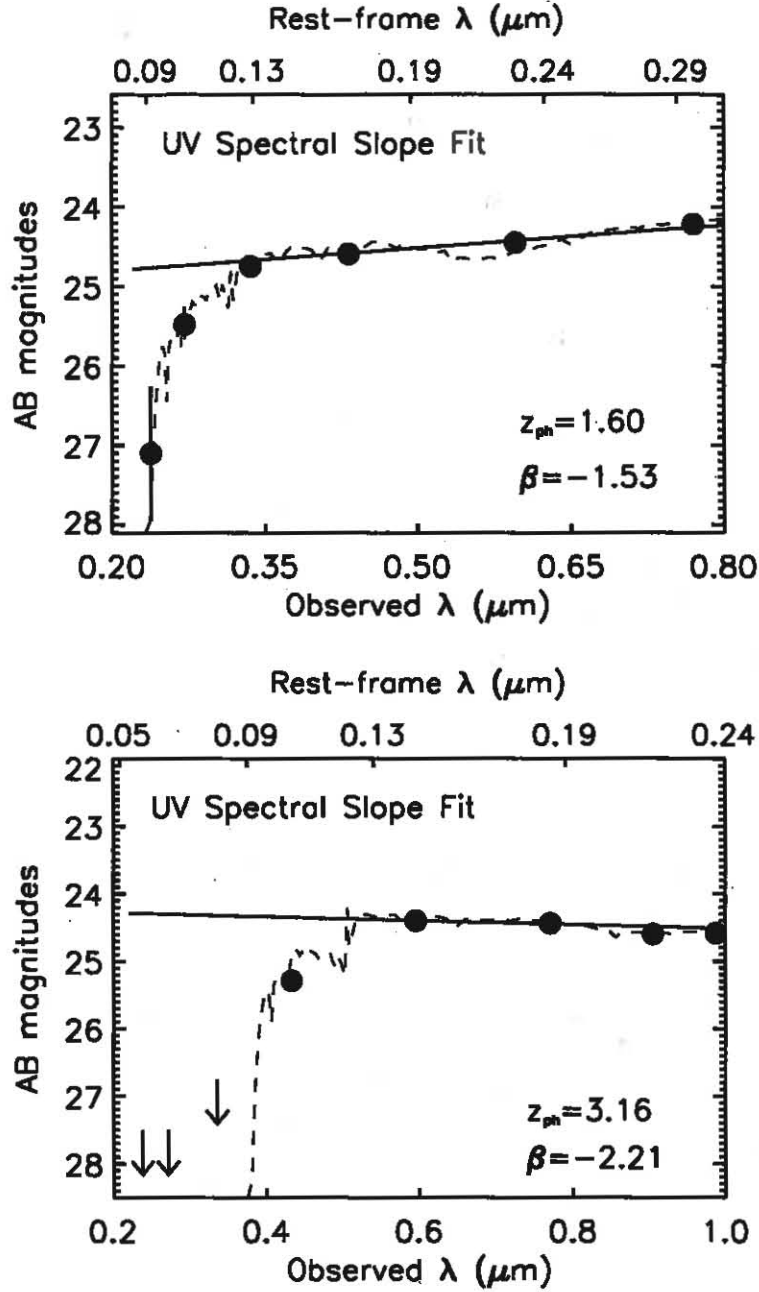 Rest-frame λ (μm)
0.09 0.13 0.19 0.24 0.29
23
24
25
26
27
28
AB magnitudes
UV Spectral Slope Fit
z_ph=1.60
β=-1.53
0.20 0.35 0.50 0.65 0.80
Observed λ (μm)
Rest-frame λ (μm)
0.05 0.09 0.13 0.19 0.24
22
23
24
25
26
27
28
AB magnitudes
UV Spectral Slope Fit
z_ph=3.16
β=-2.21
0.2 0.4 0.6 0.8 1.0
Observed λ (μm)